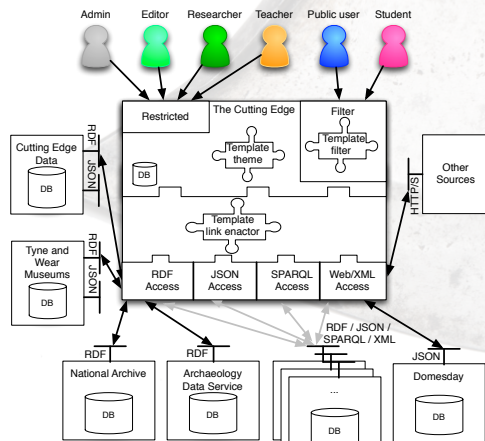 Admin Editor Researcher Teacher Public user Student
Restricted
The Cutting Edge
Filter
Template
theme
Template
filter
DB
Template
link enactor
RDF
Access
JSON
Access
SPARQL
Access
Web/XML
Access
Cutting Edge
Data
DB
RDF
JSON
Tyne and
Wear
Museums
DB
RDF
JSON
HTTP/S
Other
Sources
RDF
National Archive
DB
RDF
Archaeology
Data Service
DB
RDF / JSON /
SPARQL / XML
...
DB
JSON
Domesday
DB